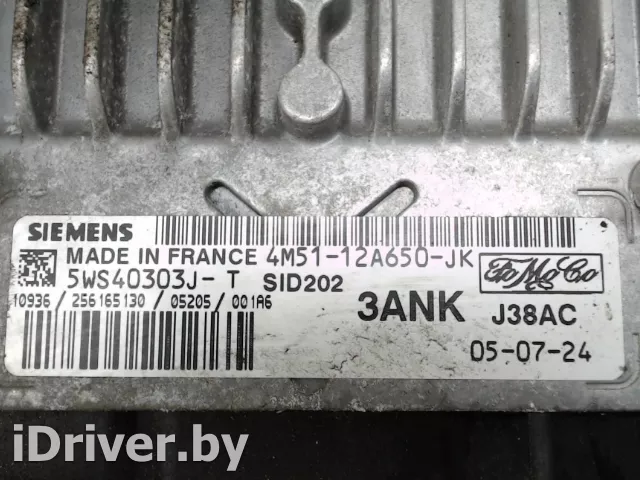 SIEMENS
MADE IN FRANCE 4M51-12A650-JK
5WS40303J-T SID202
FoMoCo
10936 / 256165130 / 05205 / 001A6
3ANK J38AC
05-07-24
iDriver.by